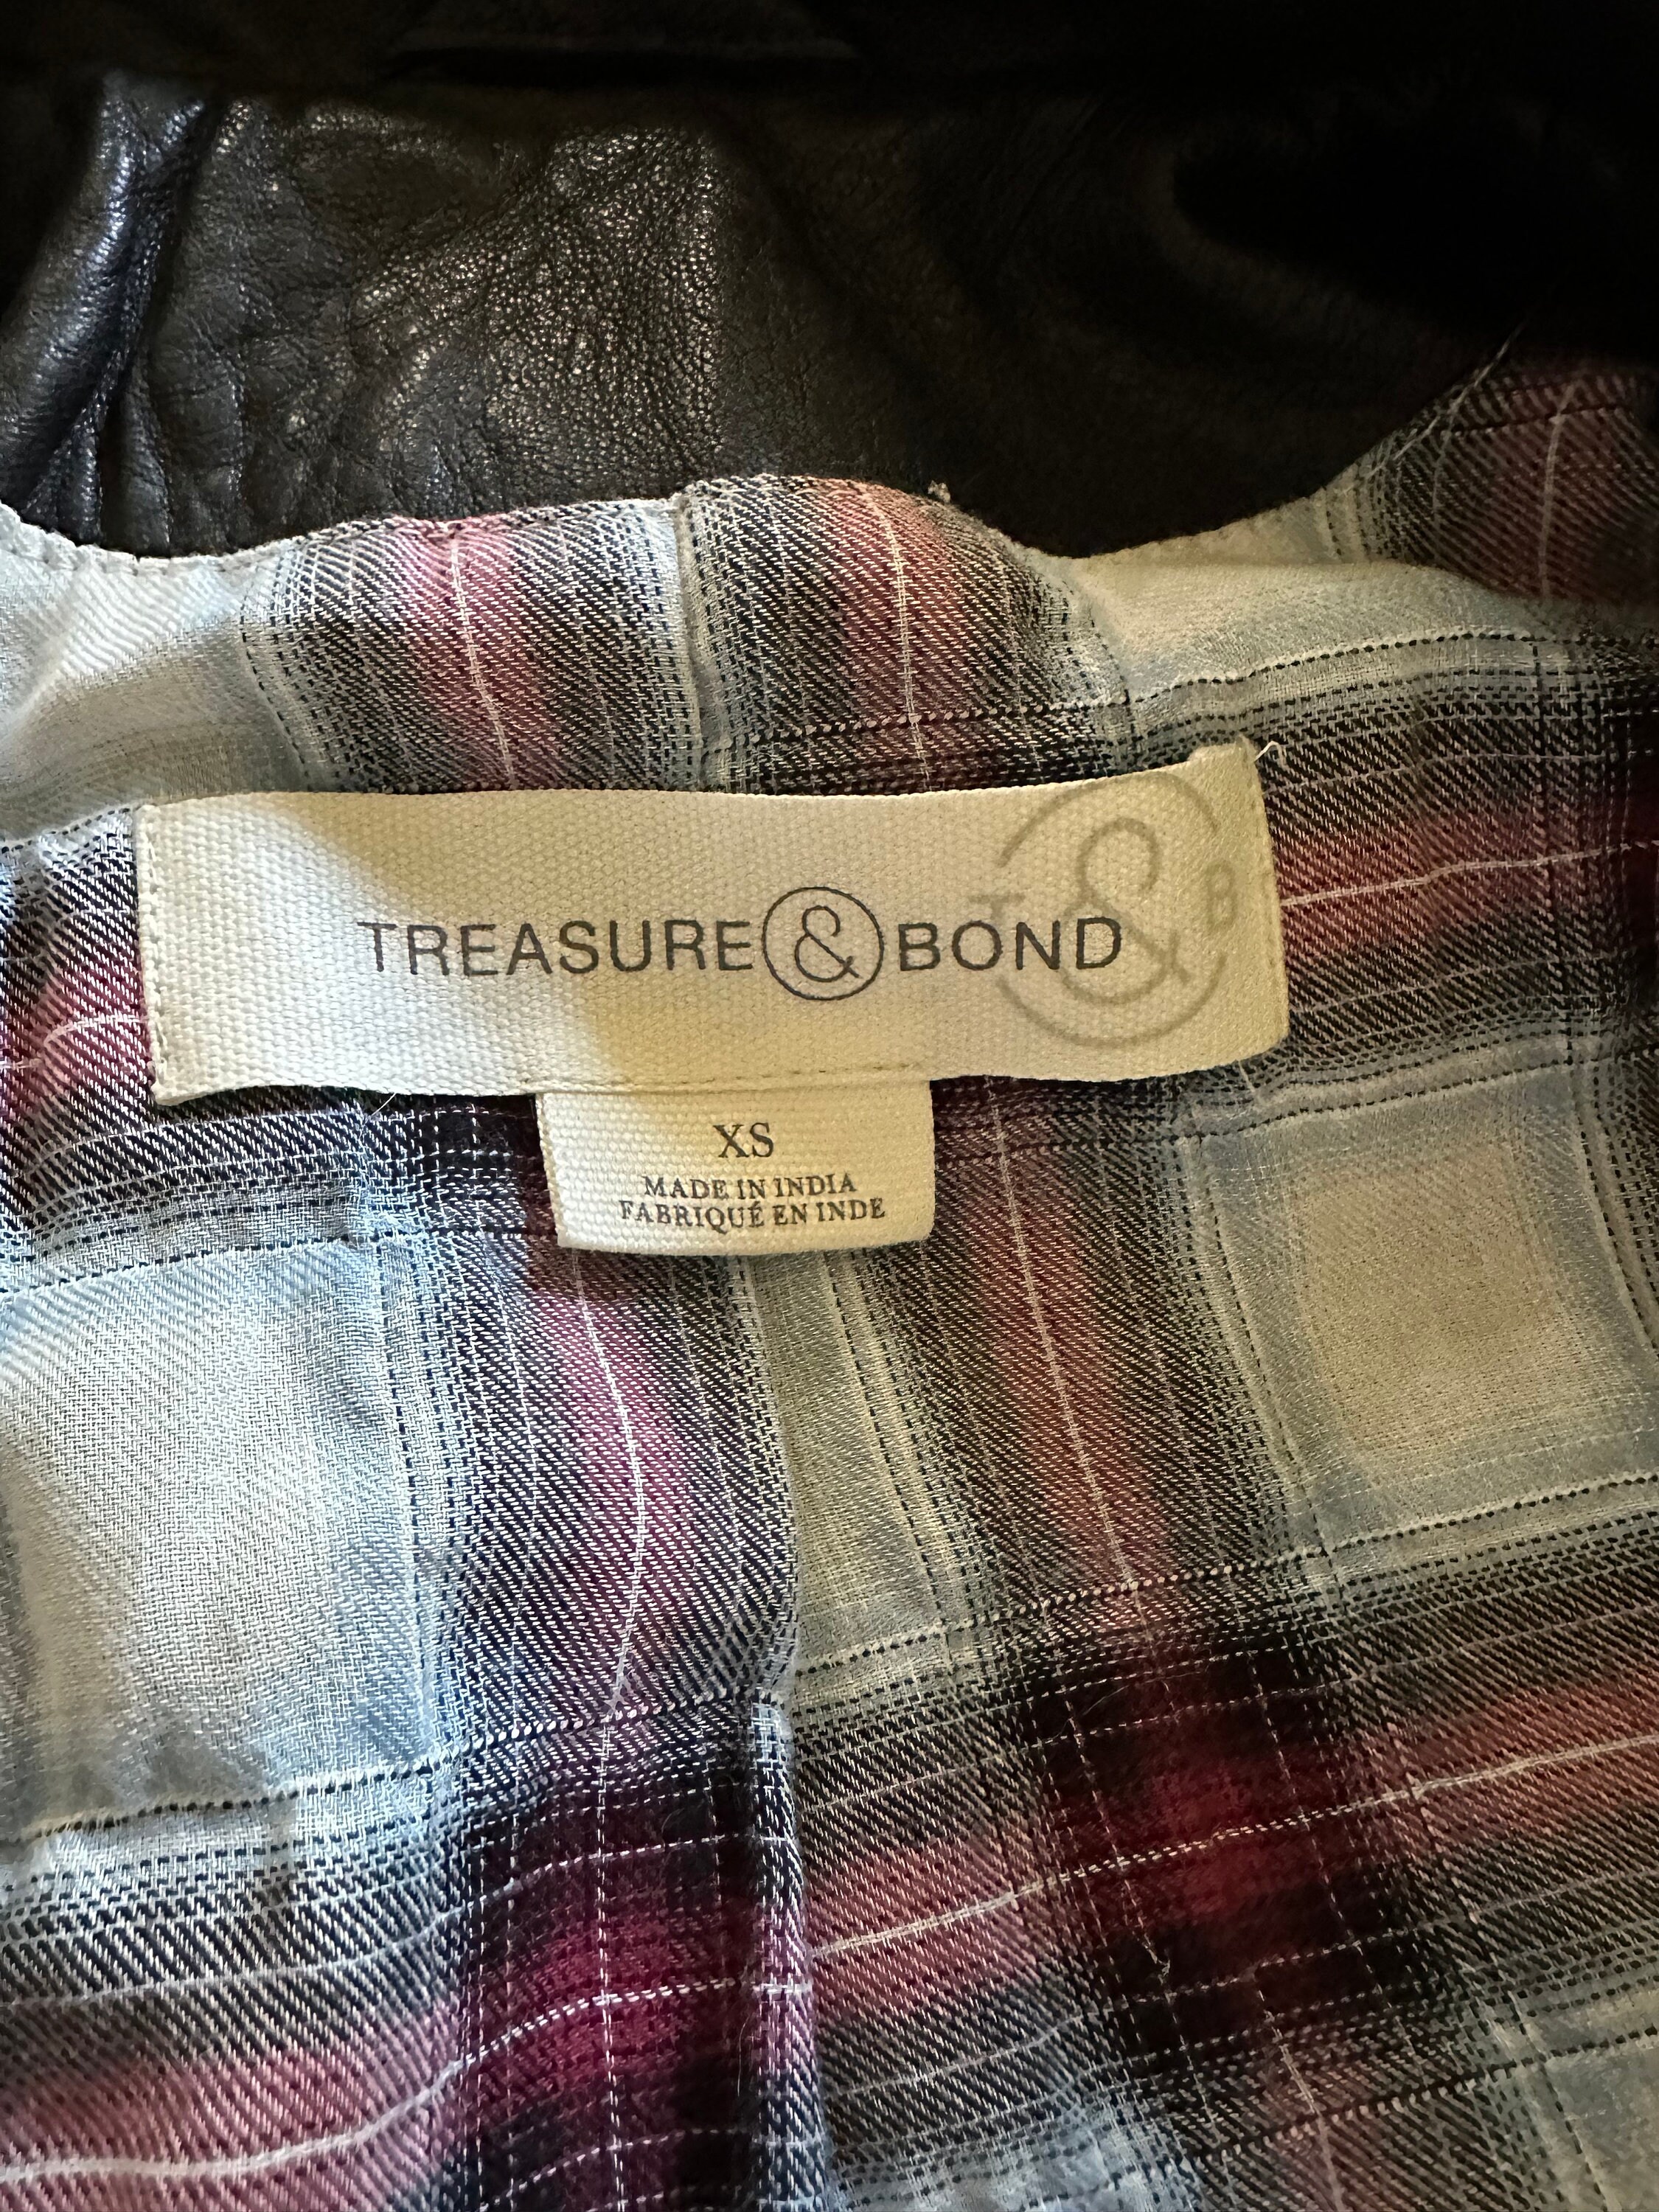 TREASURE & BOND
T & B
XS
MADE IN INDIA
FABRIQUÉ EN INDE